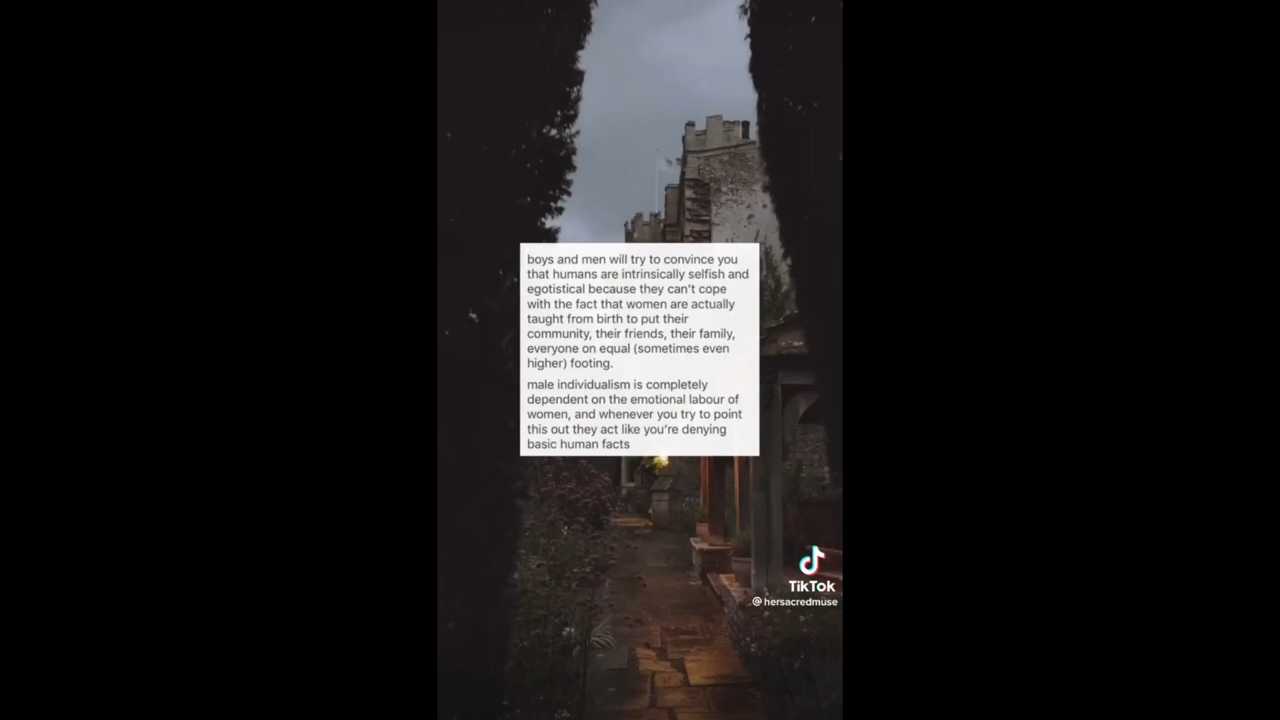 boys and men will try to convince you
that humans are intrinsically selfish and
egotistical because they can't cope
with the fact that women are actually
taught from birth to put their
community, their friends, their family,
everyone on equal (sometimes even
higher) footing.
male individualism is completely
dependent on the emotional labour of
women, and whenever you try to point
this out they act like you're denying
basic human facts
TikTok
@hersacredmuse